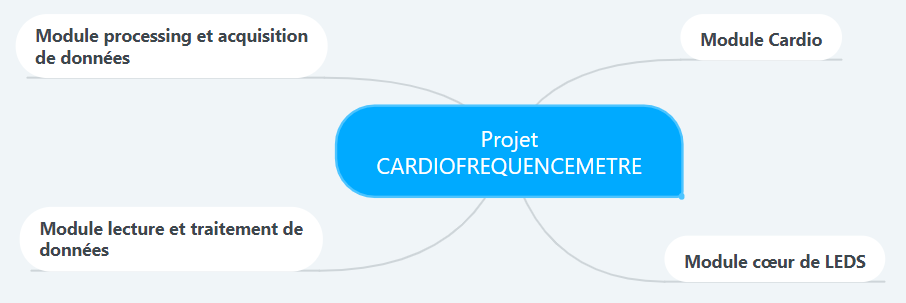 Module processing et acquisition
de données
Module Cardio
Projet
CARDIOFREQUENCEMETRE
Module lecture et traitement de
données
Module cœur de LEDS